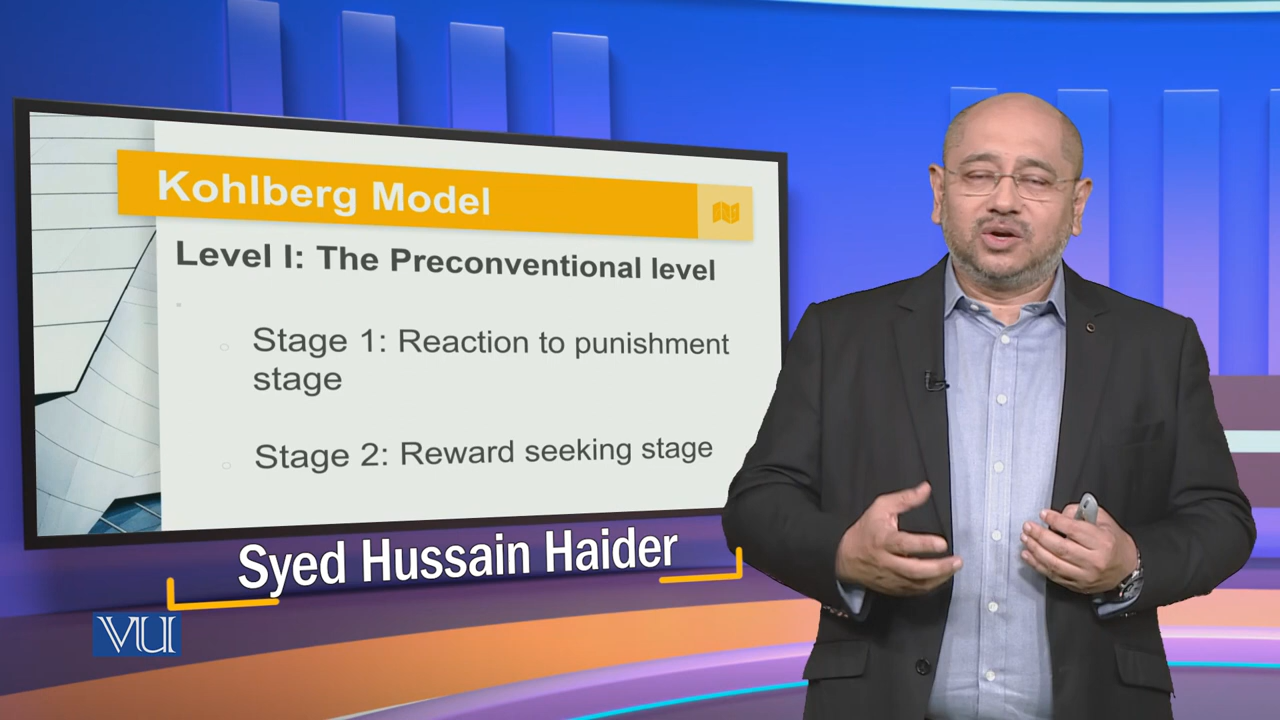 Kohlberg Model
Level I: The Preconventional level
Stage 1: Reaction to punishment
stage
Stage 2: Reward seeking stage
Syed Hussain Haider
VU